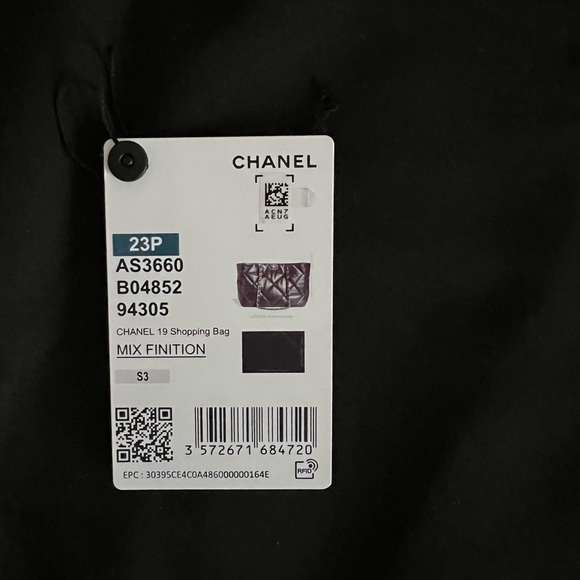 CHANEL
ACN7
AEUG
23P
AS3660
B04852
94305
CHANEL 19 Shopping Bag
MIX FINITION
S3
3 572671 684720
EPC : 30395CE4C0A486000000164E
RFID